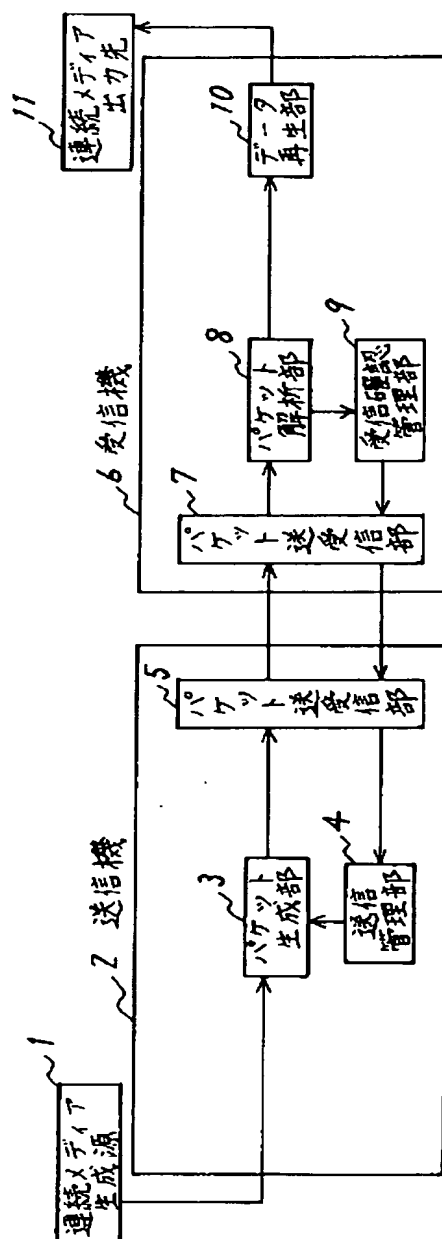 1
連続メディア
生成源
2 送信機
3
パケット
生成部
4
送信
管理部
5
パケット送受信部
6 受信機
7
パケット送受信部
8
パケット
解析部
9
受信確認
管理部
10
データ
再生部
11
連続メディア
出力先